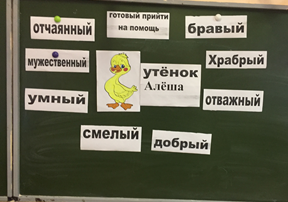 отчаянный
готовый прийти
на помощь
бравый
мужественный
Храбрый
утёнок
Алёша
умный
отважный
смелый
добрый